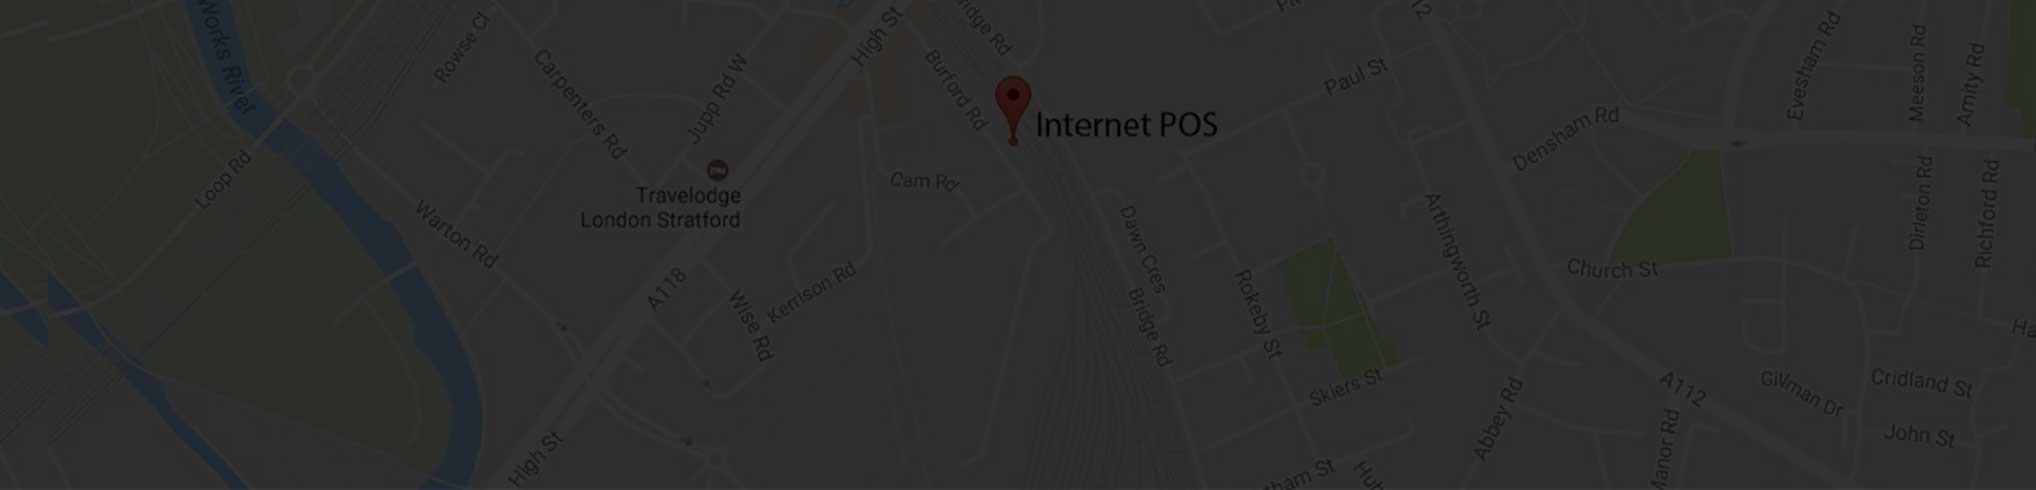 Works River
Rowse Cl
High St
Bridge Rd
Carpenters Rd
Jupp Rd W
Burford Rd
Internet POS
Paul St
Evesham Rd
Meeson Rd
Amity Rd
Densham Rd
Loop Rd
Travelodge
London Stratford
Cam Rd
Warton Rd
Dawn Cres
Arthingworth St
Dirleton Rd
Richford Rd
Church St
A118
Wise Rd
Kerrison Rd
Rokeby St
Bridge Rd
Skiers St
Abbey Rd
A112
Gillman Dr
Cridland St
John St
Manor Rd
High St